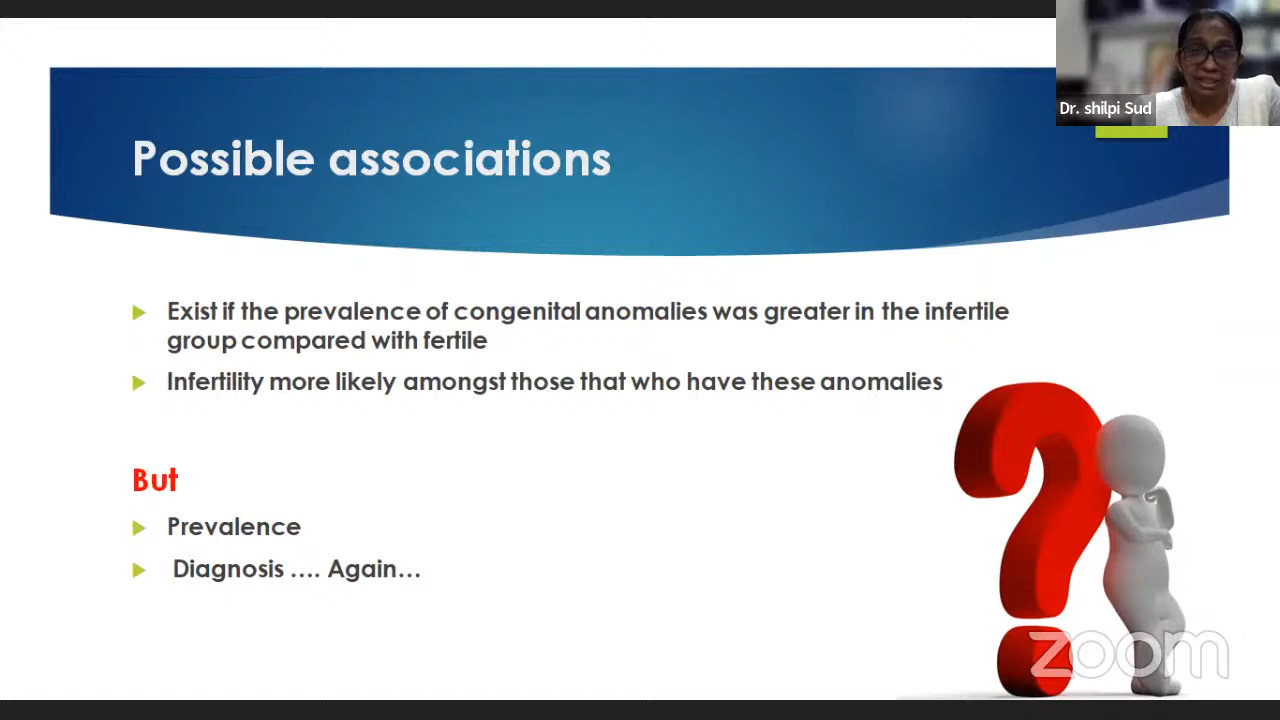 Dr. shilpi Sud
Possible associations
Exist if the prevalence of congenital anomalies was greater in the infertile
group compared with fertile
Infertility more likely amongst those that who have these anomalies
But
Prevalence
Diagnosis .... Again...
zoom